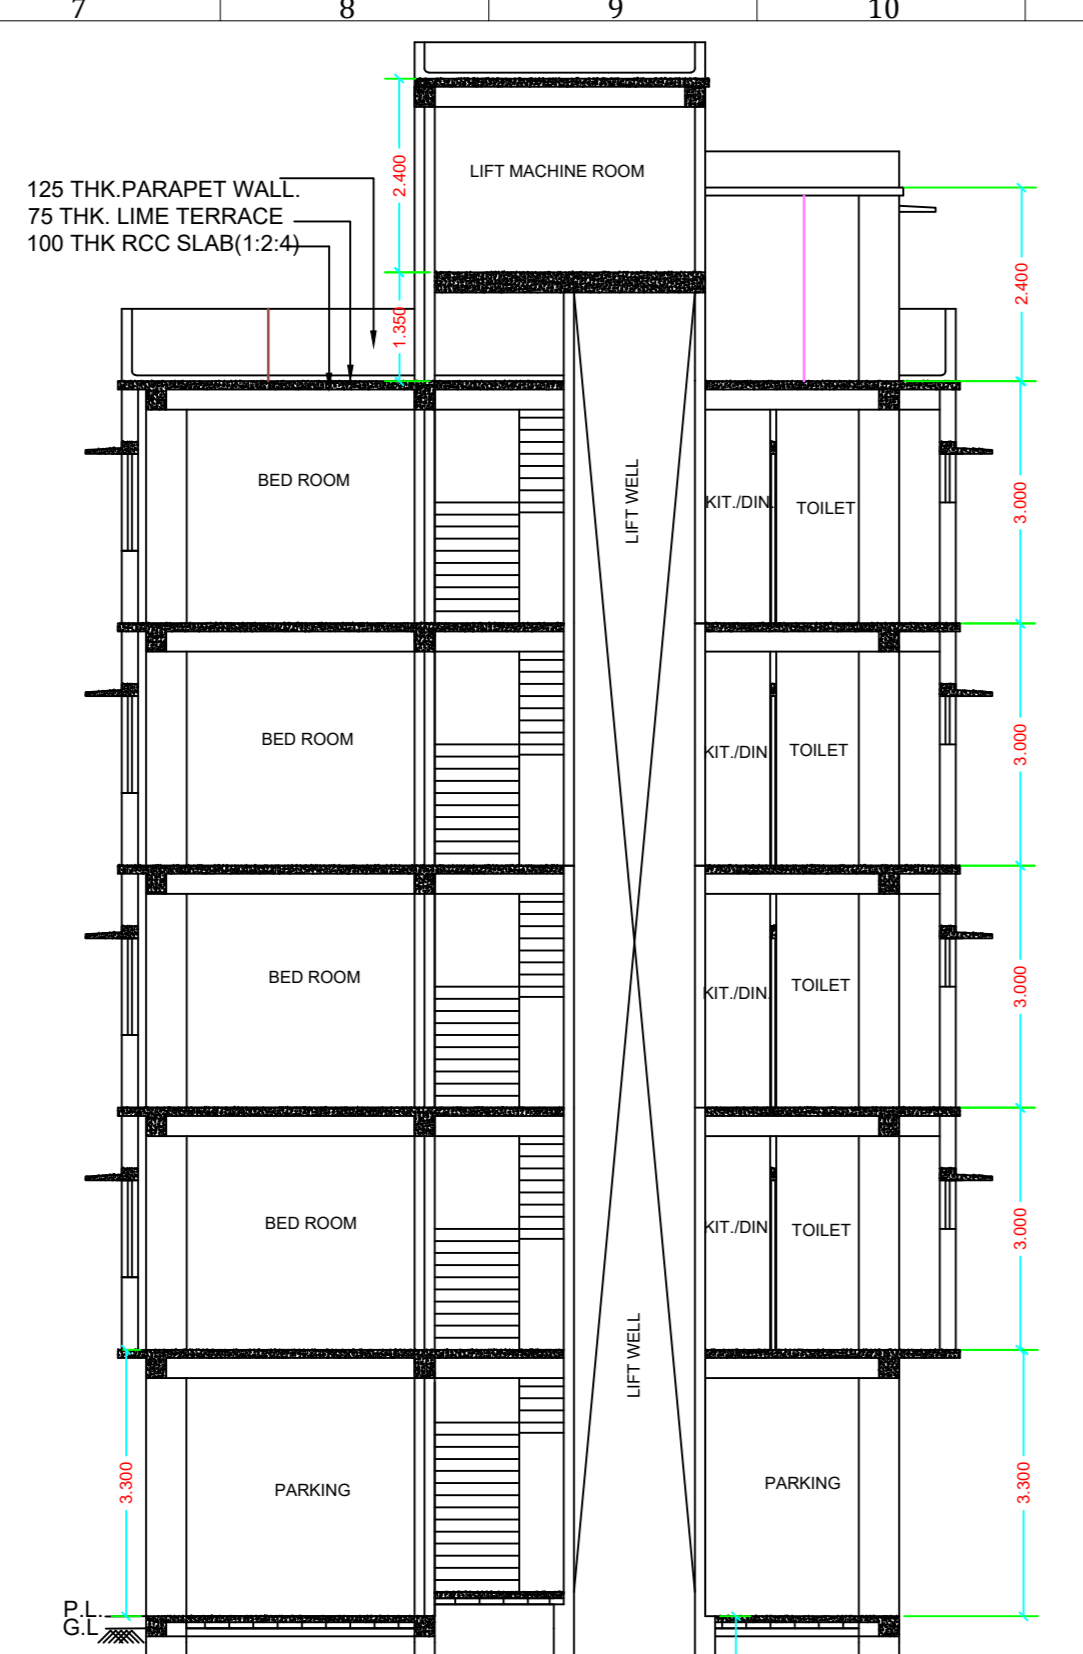 7 8 9 10
LIFT MACHINE ROOM
2.400
125 THK.PARAPET WALL.
75 THK. LIME TERRACE
100 THK RCC SLAB(1:2:4)
2.400
1.350
BED ROOM
LIFT WELL
KIT./DIN.
TOILET
3.000
BED ROOM
KIT./DIN
TOILET
3.000
BED ROOM
KIT./DIN.
TOILET
3.000
BED ROOM
KIT./DIN
TOILET
3.000
LIFT WELL
3.300
PARKING
PARKING
3.300
P.L.
G.L